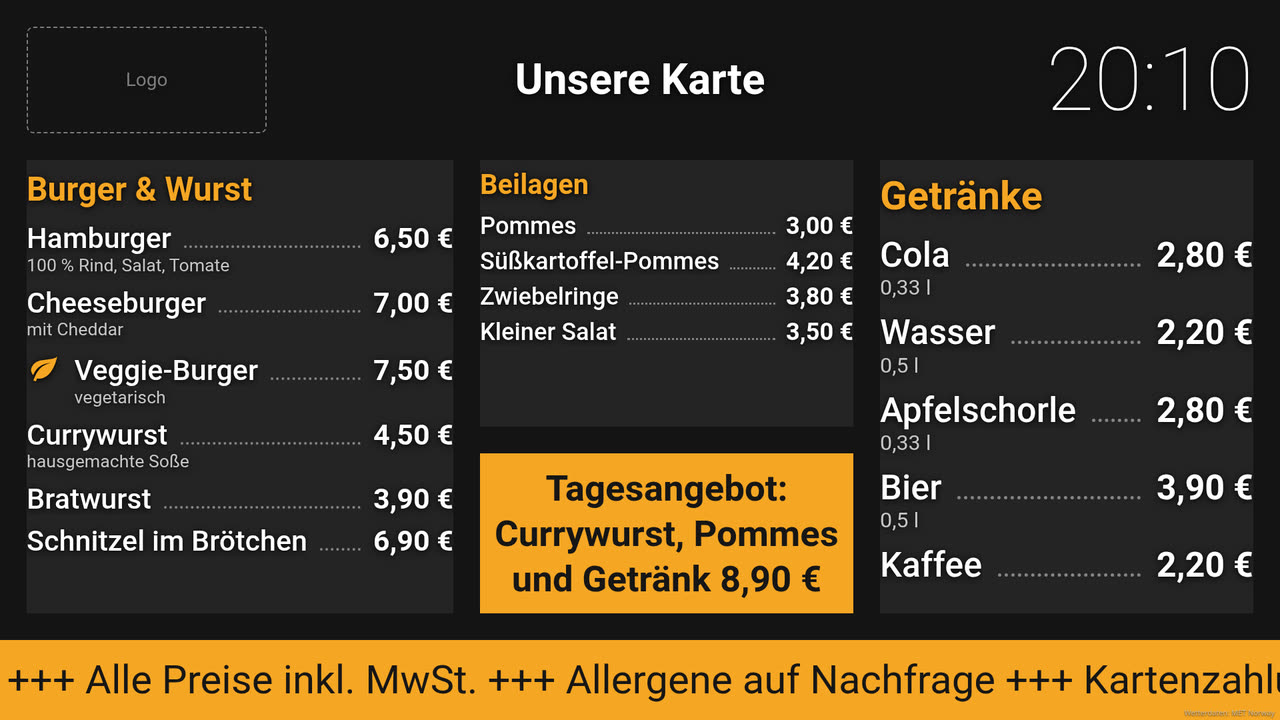 Logo
Unsere Karte
20:10
Burger & Wurst
Hamburger 6,50 €
100 % Rind, Salat, Tomate
Cheeseburger 7,00 €
mit Cheddar
Veggie-Burger 7,50 €
vegetarisch
Currywurst 4,50 €
hausgemachte Soße
Bratwurst 3,90 €
Schnitzel im Brötchen 6,90 €
Beilagen
Pommes 3,00 €
Süßkartoffel-Pommes 4,20 €
Zwiebelringe 3,80 €
Kleiner Salat 3,50 €
Tagesangebot:
Currywurst, Pommes
und Getränk 8,90 €
Getränke
Cola 2,80 €
0,33 l
Wasser 2,20 €
0,5 l
Apfelschorle 2,80 €
0,33 l
Bier 3,90 €
0,5 l
Kaffee 2,20 €
+++ Alle Preise inkl. MwSt. +++ Allergene auf Nachfrage +++ Kartenzahlu
Wetterdaten: MET Norway